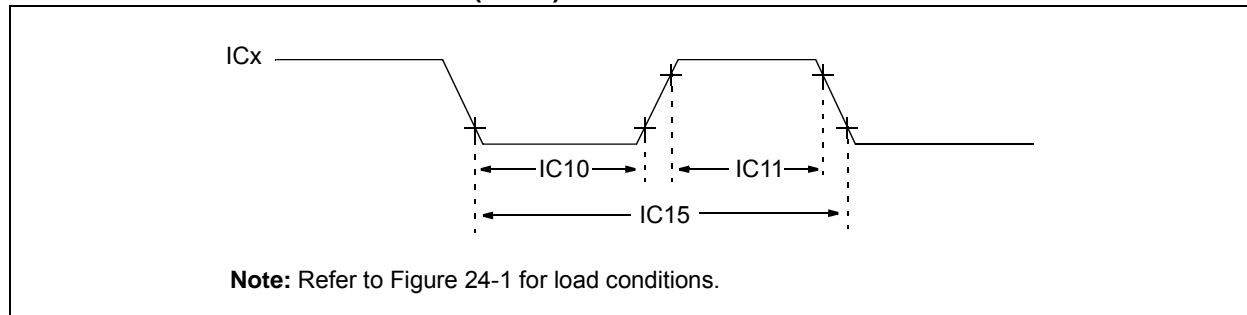 ICx
IC10
IC11
IC15
Note: Refer to Figure 24-1 for load conditions.